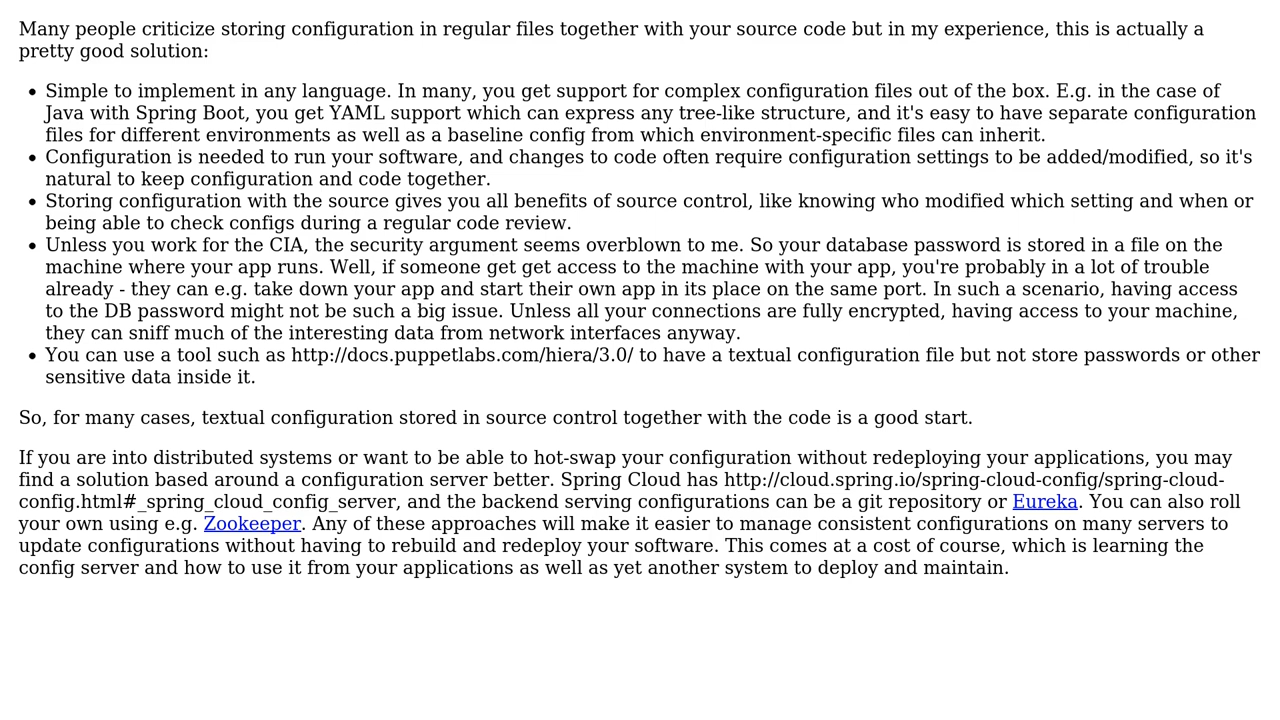 Many people criticize storing configuration in regular files together with your source code but in my experience, this is actually a
pretty good solution:
• Simple to implement in any language. In many, you get support for complex configuration files out of the box. E.g. in the case of
Java with Spring Boot, you get YAML support which can express any tree-like structure, and it's easy to have separate configuration
files for different environments as well as a baseline config from which environment-specific files can inherit.
• Configuration is needed to run your software, and changes to code often require configuration settings to be added/modified, so it's
natural to keep configuration and code together.
• Storing configuration with the source gives you all benefits of source control, like knowing who modified which setting and when or
being able to check configs during a regular code review.
• Unless you work for the CIA, the security argument seems overblown to me. So your database password is stored in a file on the
machine where your app runs. Well, if someone get get access to the machine with your app, you're probably in a lot of trouble
already - they can e.g. take down your app and start their own app in its place on the same port. In such a scenario, having access
to the DB password might not be such a big issue. Unless all your connections are fully encrypted, having access to your machine,
they can sniff much of the interesting data from network interfaces anyway.
• You can use a tool such as http://docs.puppetlabs.com/hiera/3.0/ to have a textual configuration file but not store passwords or other
sensitive data inside it.
So, for many cases, textual configuration stored in source control together with the code is a good start.
If you are into distributed systems or want to be able to hot-swap your configuration without redeploying your applications, you may
find a solution based around a configuration server better. Spring Cloud has http://cloud.spring.io/spring-cloud-config/spring-cloud-
config.html#_spring_cloud_config_server, and the backend serving configurations can be a git repository or Eureka. You can also roll
your own using e.g. Zookeeper. Any of these approaches will make it easier to manage consistent configurations on many servers to
update configurations without having to rebuild and redeploy your software. This comes at a cost of course, which is learning the
config server and how to use it from your applications as well as yet another system to deploy and maintain.